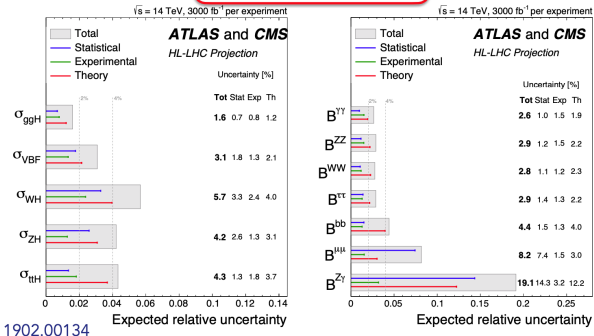 √s = 14 TeV, 3000 fb⁻¹ per experiment
Total
Statistical
Experimental
Theory
ATLAS and CMS
HL-LHC Projection
Uncertainty [%]
Tot Stat Exp Th
2% 4%
σggH 1.6 0.7 0.8 1.2
σVBF 3.1 1.8 1.3 2.1
σWH 5.7 3.3 2.4 4.0
σZH 4.2 2.6 1.3 3.1
σttH 4.3 1.3 1.8 3.7
0 0.02 0.04 0.06 0.08 0.1 0.12 0.14
Expected relative uncertainty
√s = 14 TeV, 3000 fb⁻¹ per experiment
Total
Statistical
Experimental
Theory
ATLAS and CMS
HL-LHC Projection
Uncertainty [%]
Tot Stat Exp Th
2% 4%
Bγγ 2.6 1.0 1.5 1.9
BZZ 2.9 1.2 1.5 2.2
BWW 2.8 1.1 1.2 2.3
Bττ 2.9 1.4 1.3 2.2
Bbb 4.4 1.5 1.3 4.0
Bμμ 8.2 7.4 1.5 3.0
BZγ 19.1 14.3 3.2 12.2
0 0.05 0.1 0.15 0.2 0.25
Expected relative uncertainty
1902.00134